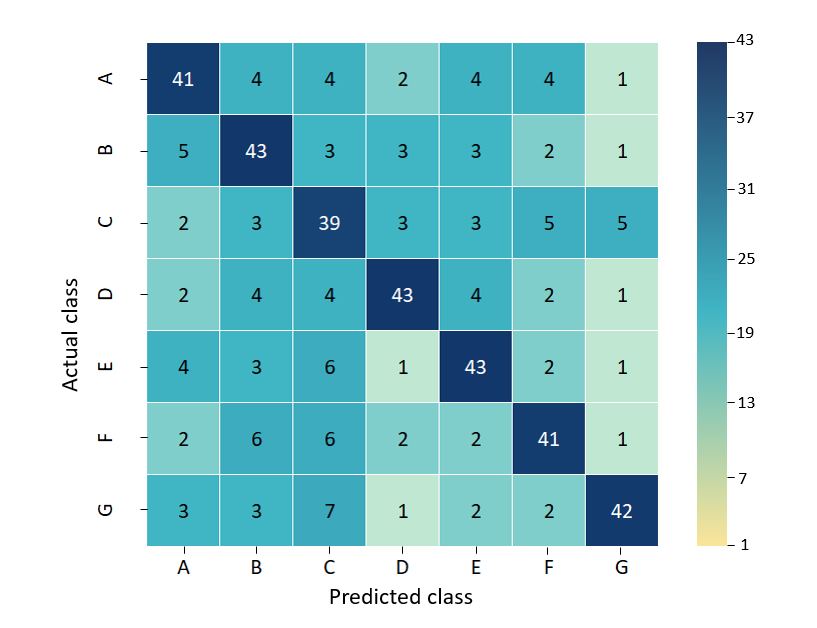 A 41 4 4 2 4 4 1
B 5 43 3 3 3 2 1
C 2 3 39 3 3 5 5
D 2 4 4 43 4 2 1
E 4 3 6 1 43 2 1
F 2 6 6 2 2 41 1
G 3 3 7 1 2 2 42
A B C D E F G
Predicted class
Actual class
43
37
31
25
19
13
7
1